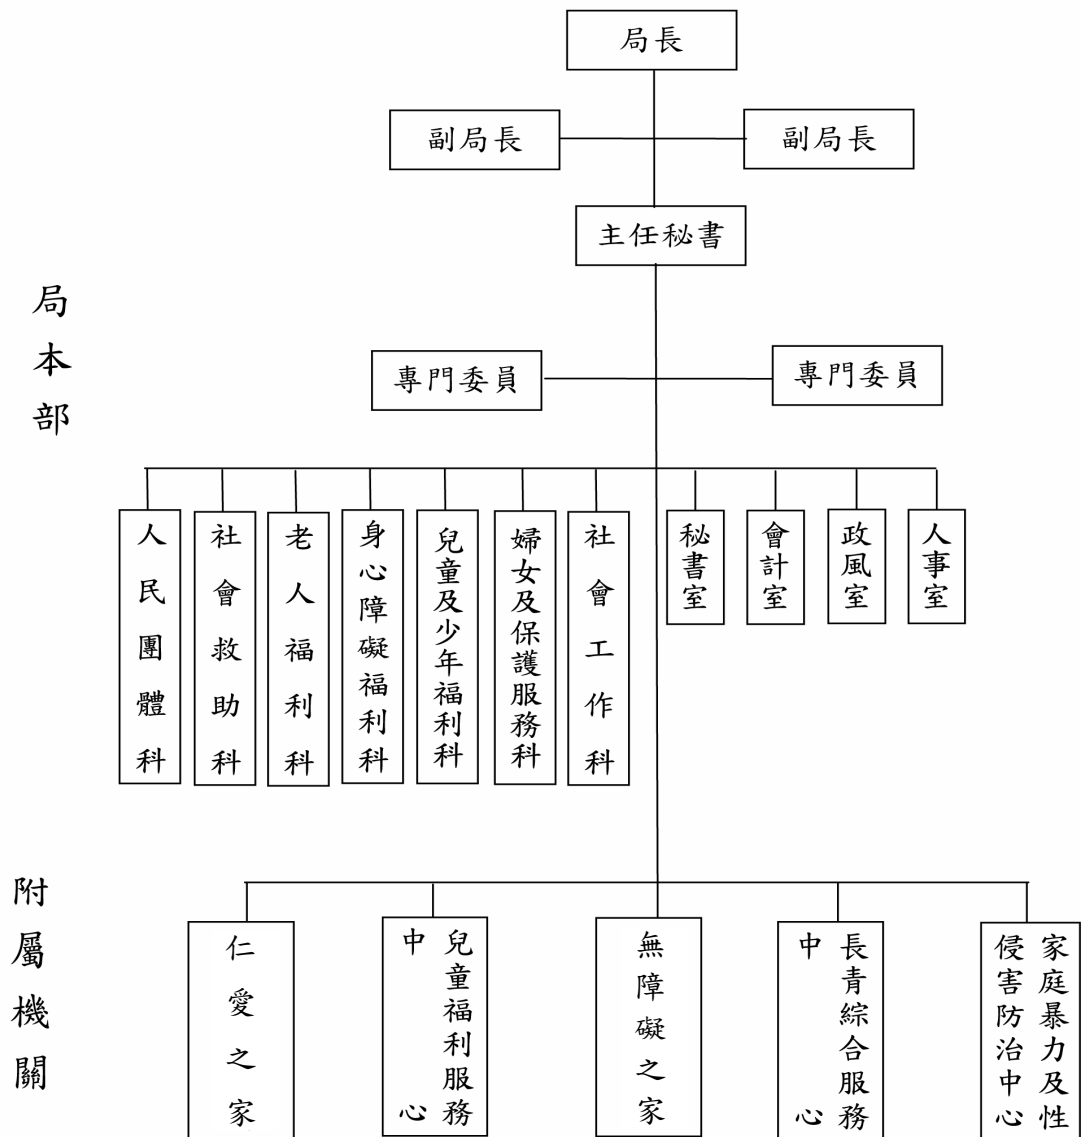 局長
副局長
副局長
主任秘書
局本部
專門委員
專門委員
人民團體科
社會救助科
老人福利科
身心障礙福利科
兒童及少年福利科
婦女及保護服務科
社會工作科
秘書室
會計室
政風室
人事室
附屬機關
仁愛之家
兒童福利服務
中心
無障礙之家
長青綜合服務
中心
家庭暴力及性
侵害防治中心